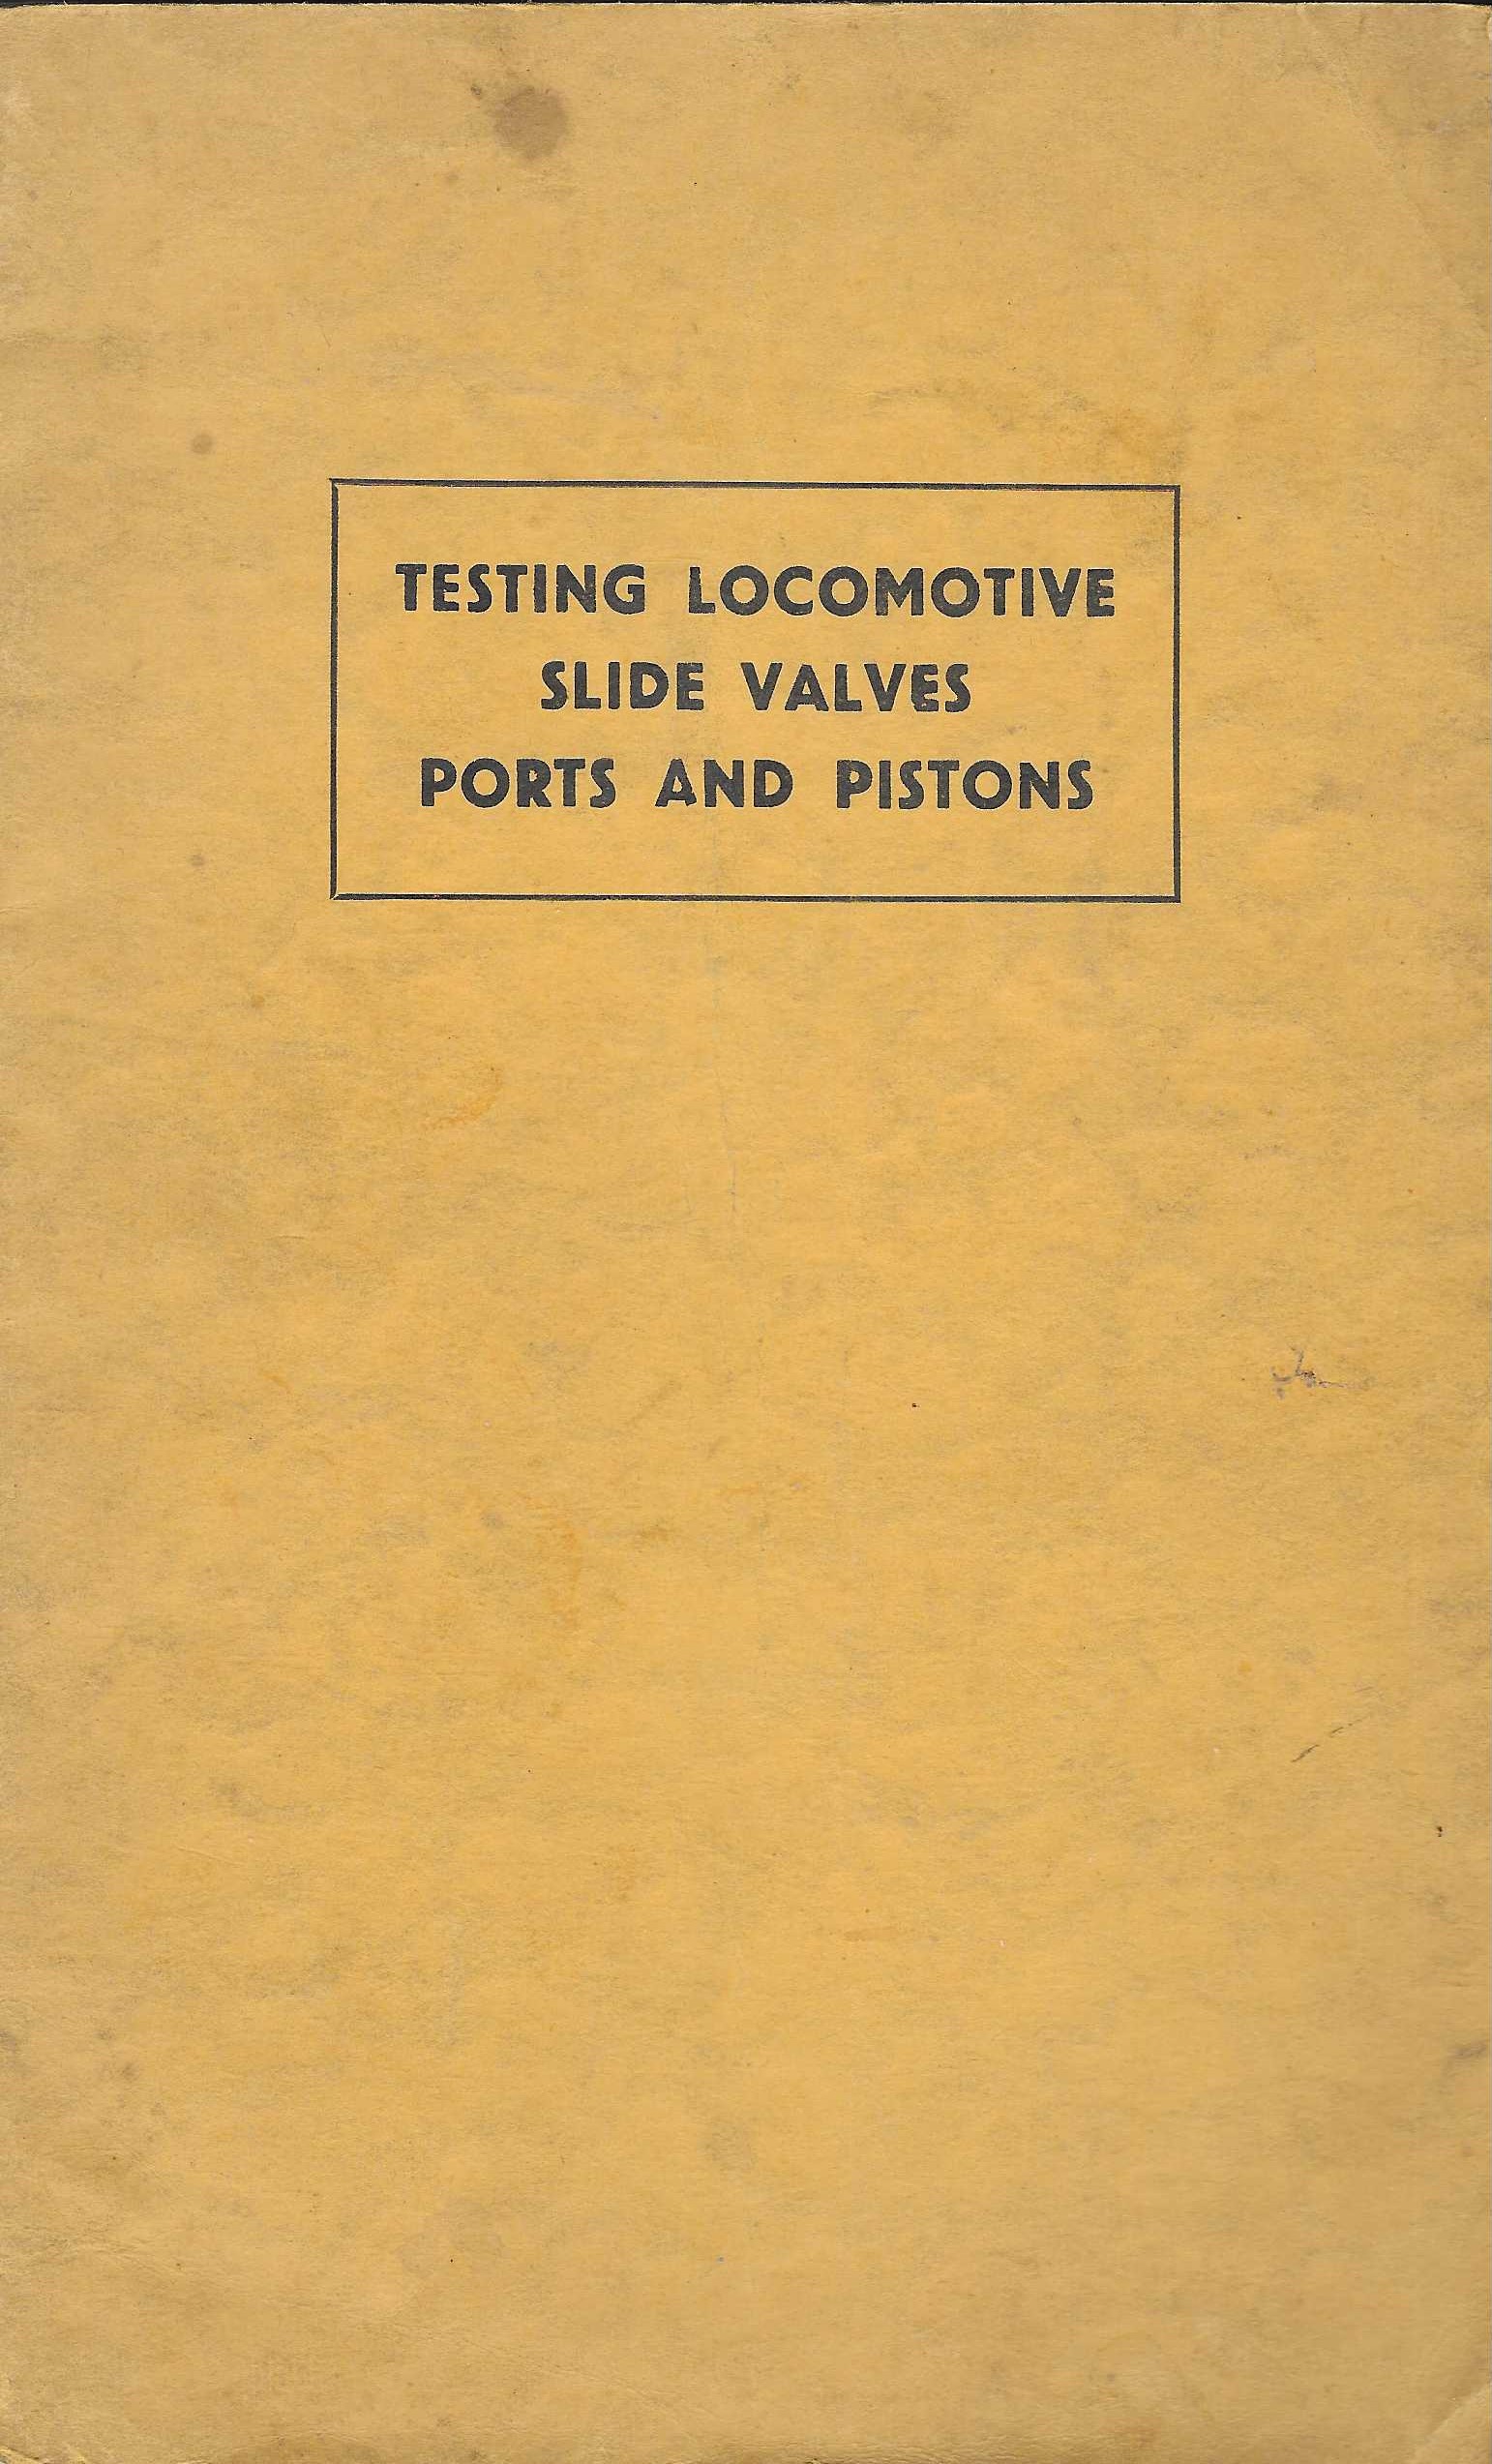 TESTING LOCOMOTIVE
SLIDE VALVES
PORTS AND PISTONS